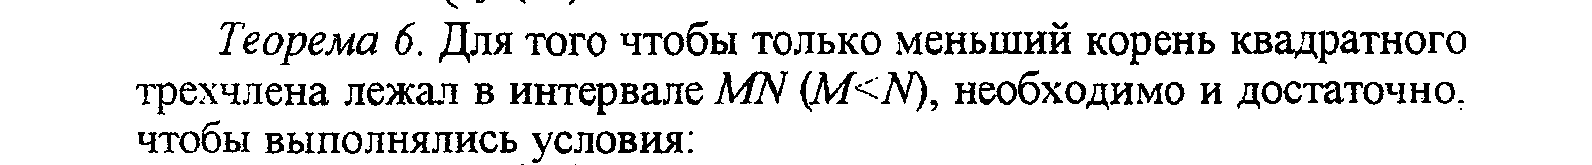 Теорема 6. Для того чтобы только меньший корень квадратного
трехчлена лежал в интервале MN (M<N), необходимо и достаточно,
чтобы выполнялись условия: